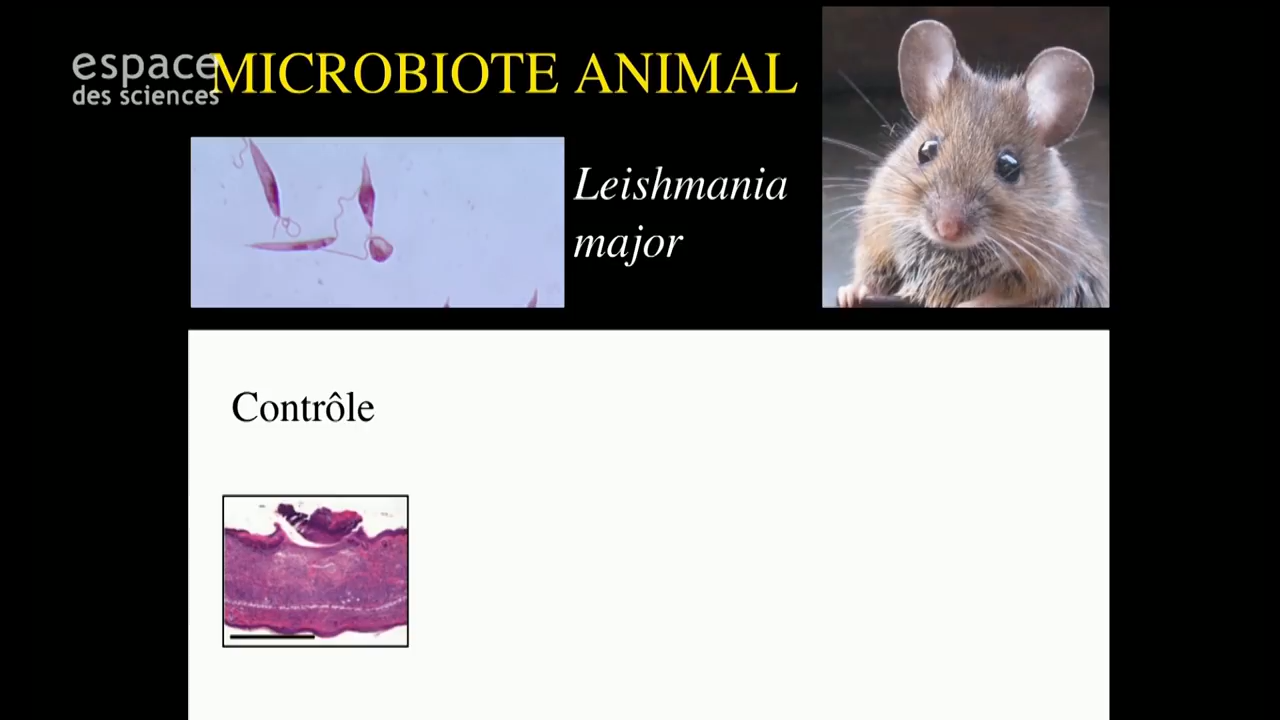 espace
des sciences
MICROBIOTE ANIMAL
Leishmania
major
Contrôle